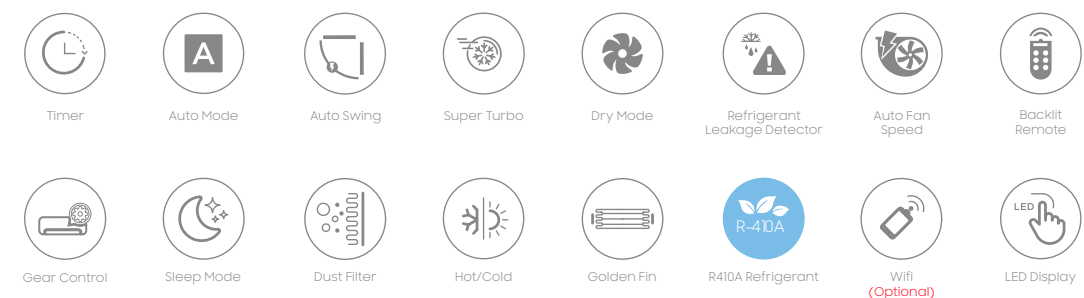 A
Timer
Auto Mode
Auto Swing
Super Turbo
Dry Mode
Refrigerant
Leakage Detector
Auto Fan
Speed
Backlit
Remote
LED
R-410A
Gear Control
Sleep Mode
Dust Filter
Hot/Cold
Golden Fin
R410A Refrigerant
Wifi
(Optional)
LED Display